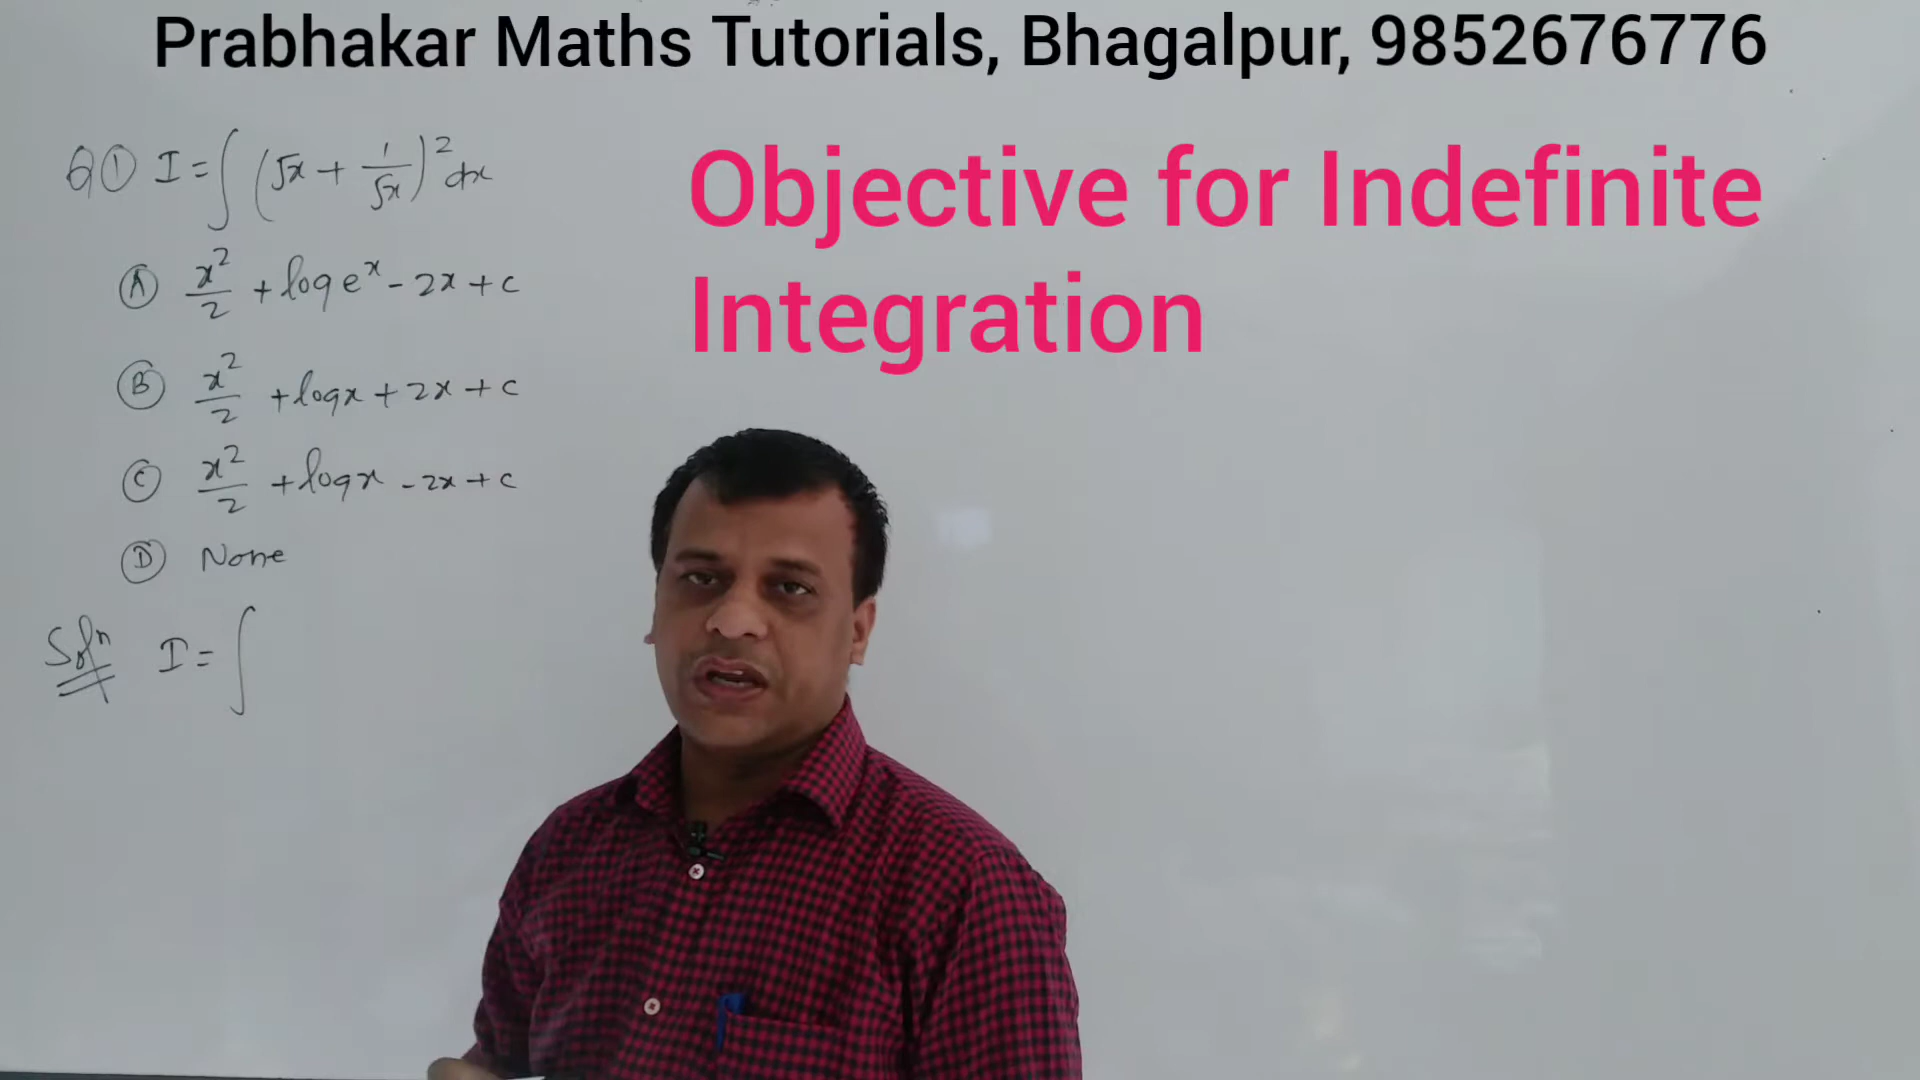 Prabhakar Maths Tutorials, Bhagalpur, 9852676776
Objective for Indefinite
Integration
Q① I = ∫ (√x + 1/√x)² dx
Ⓐ x²/2 + log eˣ - 2x + c
Ⓑ x²/2 + log x + 2x + c
Ⓒ x²/2 + log x - 2x + c
Ⓓ None
Solⁿ I = ∫